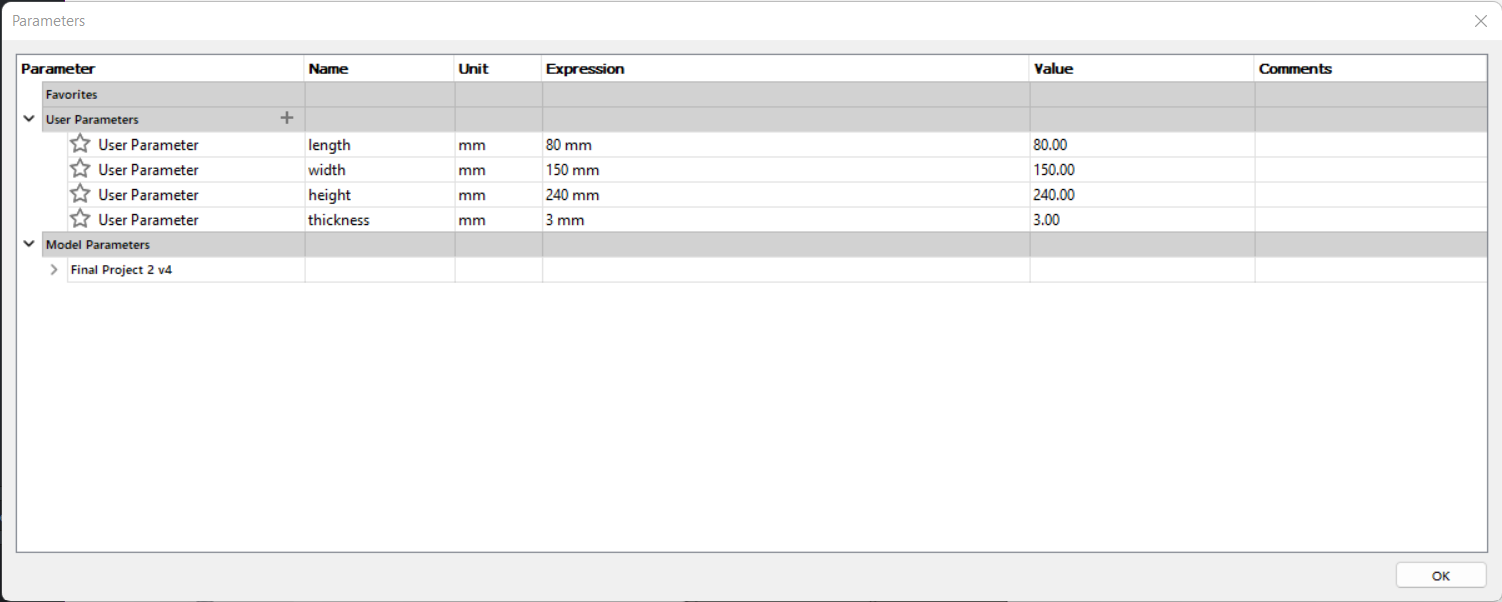 Parameters
Parameter Name Unit Expression Value Comments
Favorites
User Parameters
User Parameter length mm 80 mm 80.00
User Parameter width mm 150 mm 150.00
User Parameter height mm 240 mm 240.00
User Parameter thickness mm 3 mm 3.00
Model Parameters
Final Project 2 v4
OK